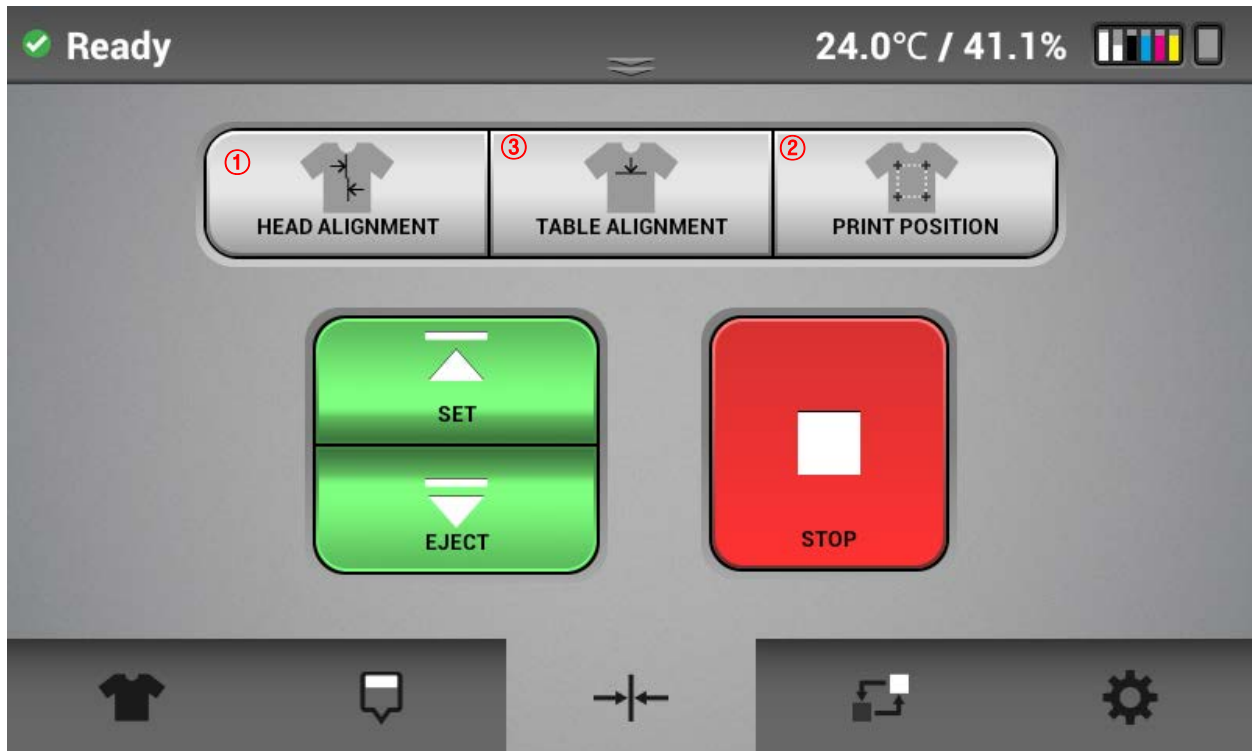 Ready
24.0℃ / 41.1%
① ③ ②
HEAD ALIGNMENT TABLE ALIGNMENT PRINT POSITION
SET
EJECT
STOP